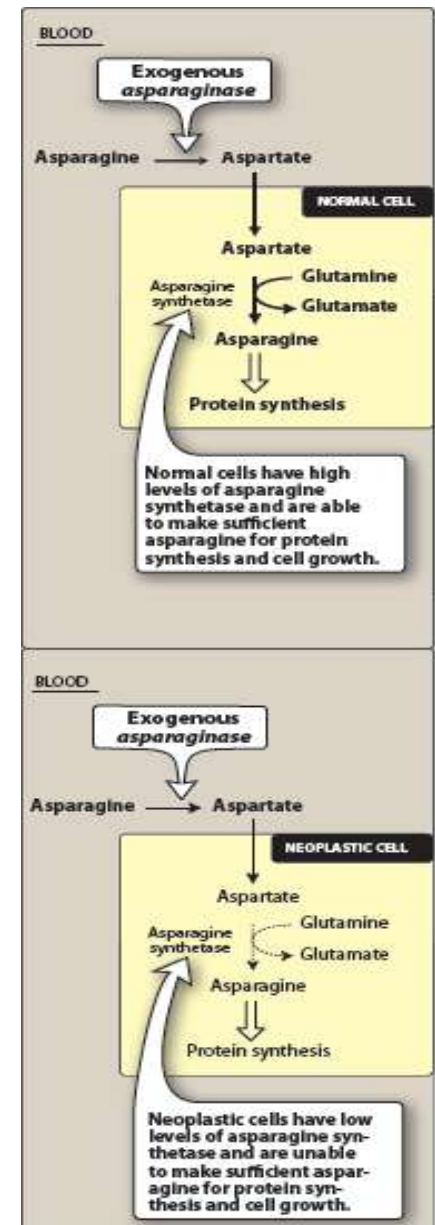 BLOOD
Exogenous
asparaginase
Asparagine
Aspartate
NORMAL CELL
Aspartate
Glutamine
Asparagine
synthetase
Glutamate
Asparagine
Protein synthesis
Normal cells have high
levels of asparagine
synthetase and are able
to make sufficient
asparagine for protein
synthesis and cell growth.
BLOOD
Exogenous
asparaginase
Asparagine
Aspartate
NEOPLASTIC CELL
Aspartate
Glutamine
Asparagine
synthetase
Glutamate
Asparagine
Protein synthesis
Neoplastic cells have low
levels of asparagine syn-
thetase and are unable
to make sufficient aspar-
agine for protein syn-
thesis and cell growth.